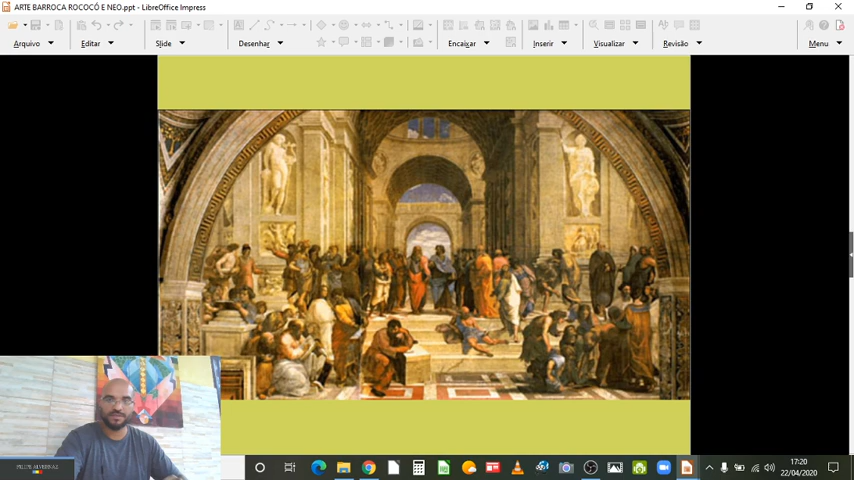 ARTE BARROCA ROCOCÓ E NEO.ppt - LibreOffice Impress
Arquivo Editar Slide Desenhar Encaixar Inserir Visualizar Revisão Menu
17:20
22/04/2020